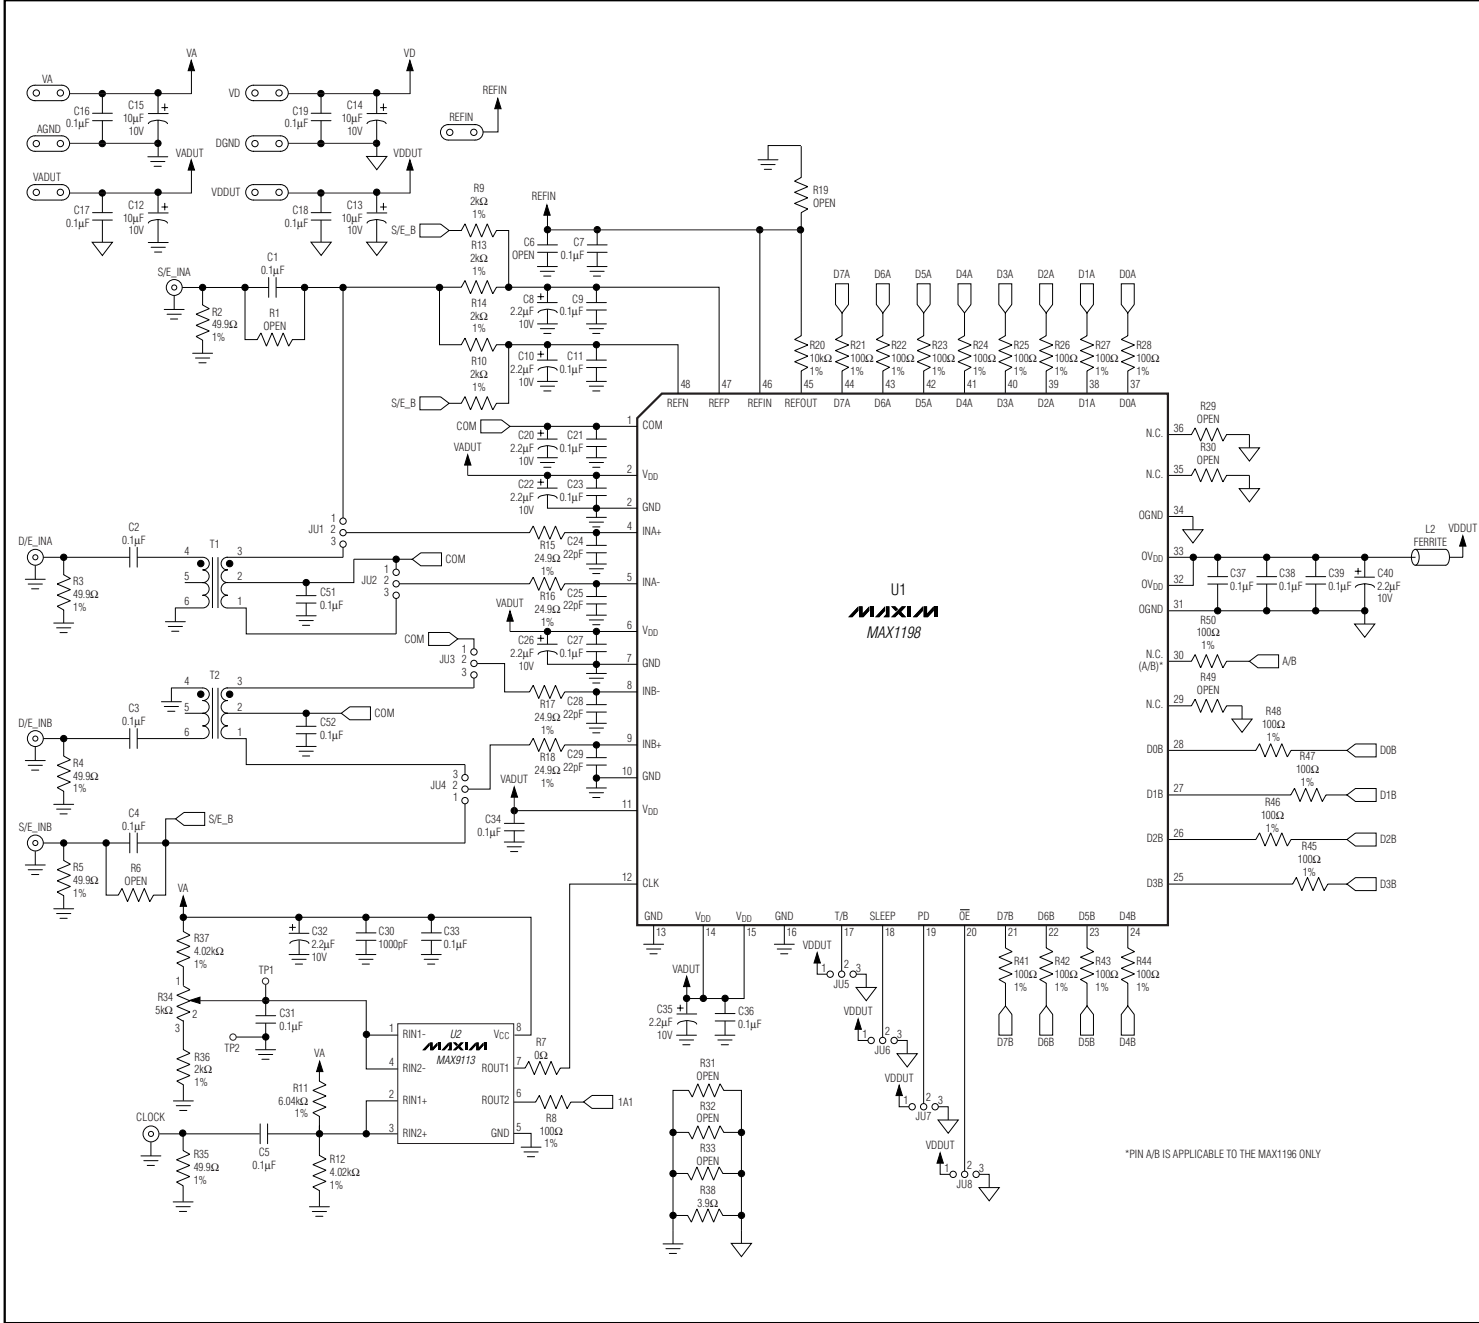 VA
VA
C16
0.1µF
C15
10µF
10V
AGND
VD
VD
C19
0.1µF
C14
10µF
10V
DGND
REFIN
REFIN
VADUT
VADUT
C17
0.1µF
C12
10µF
10V
VDDUT
VDDUT
C18
0.1µF
C13
10µF
10V
R9
2kΩ
1%
S/E_B
R13
2kΩ
1%
R14
2kΩ
1%
R10
2kΩ
1%
S/E_B
REFIN
C6
OPEN
C7
0.1µF
C8
2.2µF
10V
C9
0.1µF
C10
2.2µF
10V
C11
0.1µF
R19
OPEN
S/E_INA
C1
0.1µF
R2
49.9Ω
1%
R1
OPEN
D7A D6A D5A D4A D3A D2A D1A D0A
R20
10kΩ
1%
R21
100Ω
1%
R22
100Ω
1%
R23
100Ω
1%
R24
100Ω
1%
R25
100Ω
1%
R26
100Ω
1%
R27
100Ω
1%
R28
100Ω
1%
48 47 46 45 44 43 42 41 40 39 38 37
REFN REFP REFIN REFOUT D7A D6A D5A D4A D3A D2A D1A D0A
COM
C20
2.2µF
10V
C21
0.1µF
1 COM
VADUT
C22
2.2µF
10V
C23
0.1µF
2 VDD
2 GND
4 INA+
R15
24.9Ω
1%
C24
22pF
5 INA-
R16
24.9Ω
1%
C25
22pF
VADUT
C26
2.2µF
10V
C27
0.1µF
6 VDD
7 GND
8 INB-
R17
24.9Ω
1%
C28
22pF
9 INB+
R18
24.9Ω
1%
C29
22pF
10 GND
VADUT
C34
0.1µF
11 VDD
12 CLK
D/E_INA
C2
0.1µF
R3
49.9Ω
1%
T1
4
5
6
3
2
1
C51
0.1µF
JU1
1
2
3
COM
JU2
1
2
3
COM
JU3
1
2
3
T2
4
5
6
3
2
1
C52
0.1µF
COM
D/E_INB
C3
0.1µF
R4
49.9Ω
1%
JU4
3
2
1
S/E_INB
C4
0.1µF
S/E_B
R5
49.9Ω
1%
R6
OPEN
U1
MAXIM
MAX1198
N.C. 36
R29
OPEN
R30
OPEN
N.C. 35
OGND 34
OVDD 33
OVDD 32
OGND 31
L2
FERRITE
VDDUT
C37
0.1µF
C38
0.1µF
C39
0.1µF
C40
2.2µF
10V
R50
100Ω
1%
N.C.
(A/B)*
30
A/B
R49
OPEN
N.C. 29
R48
100Ω
1%
D0B 28
D0B
R47
100Ω
1%
D1B 27
D1B
R46
100Ω
1%
D2B 26
D2B
R45
100Ω
1%
D3B 25
D3B
GND VDD VDD GND T/B SLEEP PD OE D7B D6B D5B D4B
13 14 15 16 17 18 19 20 21 22 23 24
R41
100Ω
1%
R42
100Ω
1%
R43
100Ω
1%
R44
100Ω
1%
D7B D6B D5B D4B
VADUT
C35
2.2µF
10V
C36
0.1µF
VDDUT
1 2 3
JU5
VDDUT
1 2 3
JU6
VDDUT
1 2 3
JU7
VDDUT
1 2 3
JU8
VA
R37
4.02kΩ
1%
R34
5kΩ
1
2
3
R36
2kΩ
1%
C32
2.2µF
10V
C30
1000pF
C33
0.1µF
TP1
C31
0.1µF
TP2
VA
R11
6.04kΩ
1%
CLOCK
R35
49.9Ω
1%
C5
0.1µF
R12
4.02kΩ
1%
U2
MAXIM
MAX9113
1 RIN1-
4 RIN2-
2 RIN1+
3 RIN2+
VCC 8
ROUT1 7
ROUT2 6
GND 5
R7
0Ω
R8
100Ω
1%
1A1
R31
OPEN
R32
OPEN
R33
OPEN
R38
3.9Ω
*PIN A/B IS APPLICABLE TO THE MAX1196 ONLY